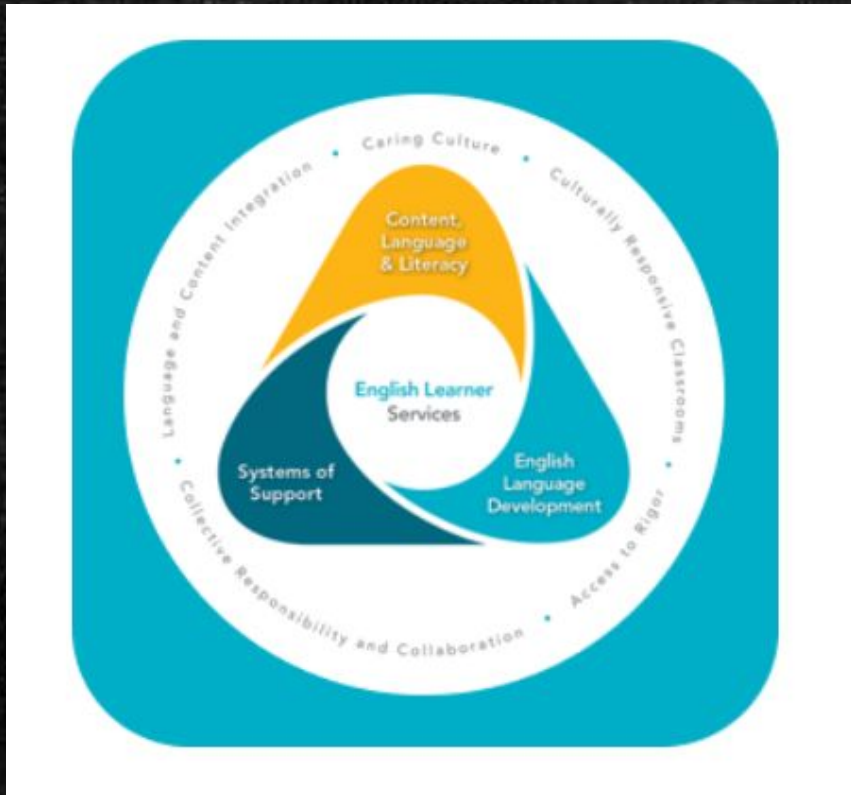 Caring Culture
Culturally Responsive Classrooms
Access to Rigor
Collective Responsibility and Collaboration
Language and Content Integration
Content,
Language
& Literacy
English Learner
Services
Systems of
Support
English
Language
Development